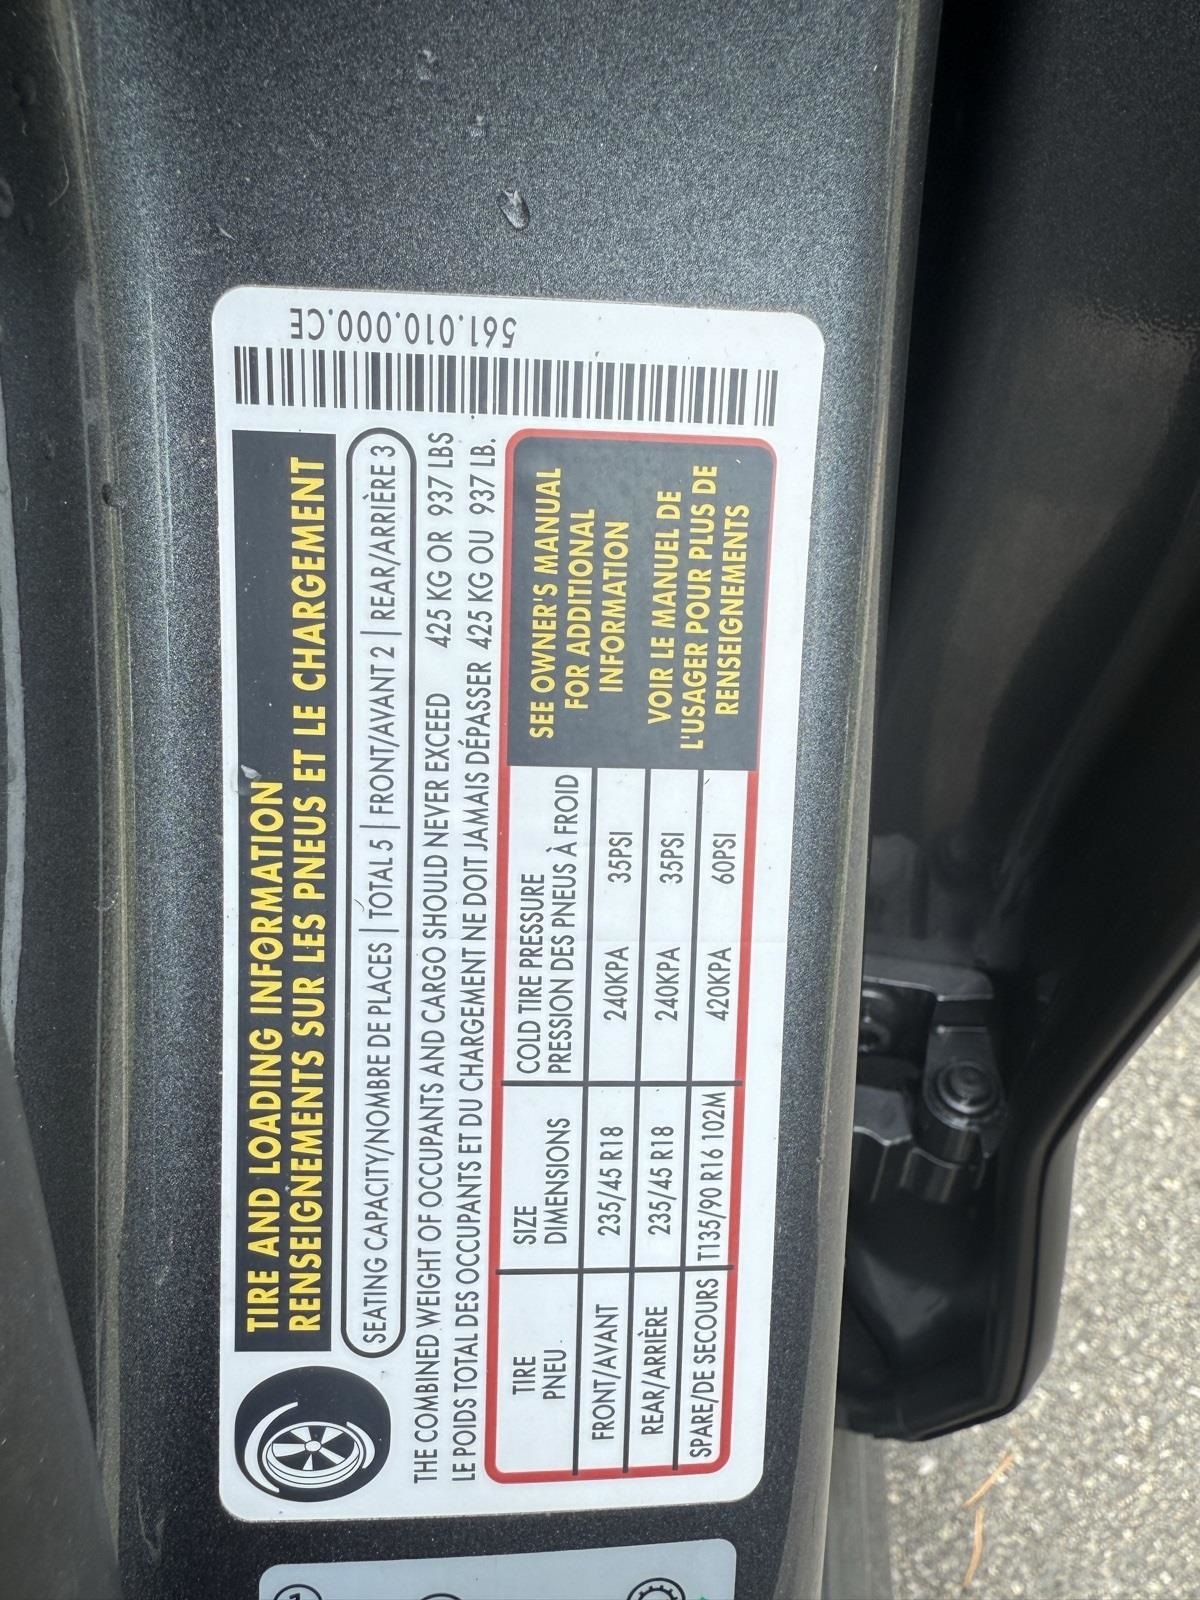 TIRE AND LOADING INFORMATION
RENSEIGNEMENTS SUR LES PNEUS ET LE CHARGEMENT
SEATING CAPACITY/NOMBRE DE PLACES | TOTAL 5 | FRONT/AVANT 2 | REAR/ARRIÈRE 3
THE COMBINED WEIGHT OF OCCUPANTS AND CARGO SHOULD NEVER EXCEED 425 KG OR 937 LBS
LE POIDS TOTAL DES OCCUPANTS ET DU CHARGEMENT NE DOIT JAMAIS DÉPASSER 425 KG OU 937 LB.
TIRE
PNEU
SIZE
DIMENSIONS
COLD TIRE PRESSURE
PRESSION DES PNEUS À FROID
FRONT/AVANT 235/45 R18 240KPA 35PSI
REAR/ARRIÈRE 235/45 R18 240KPA 35PSI
SPARE/DE SECOURS T135/90 R16 102M 420KPA 60PSI
SEE OWNER'S MANUAL
FOR ADDITIONAL
INFORMATION
VOIR LE MANUEL DE
L'USAGER POUR PLUS DE
RENSEIGNEMENTS
561.010.000.CE
1